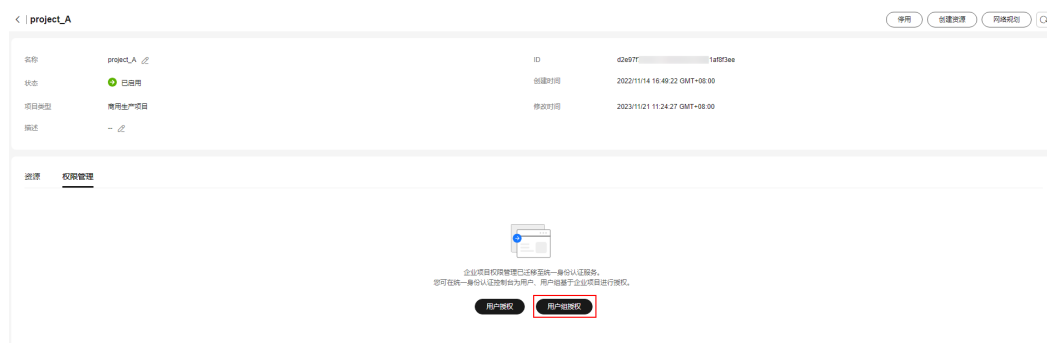 < | project_A 停用 创建资源 网络规划
名称 project_A ID d2e97f 1af8f3ee
状态 已启用 创建时间 2022/11/14 16:49:22 GMT+08:00
项目类型 商用生产项目 修改时间 2023/11/21 11:24:27 GMT+08:00
描述 --
资源 权限管理
企业项目权限管理已迁移至统一身份认证服务。
您可在统一身份认证控制台为用户、用户组基于企业项目进行授权。
用户授权 用户组授权